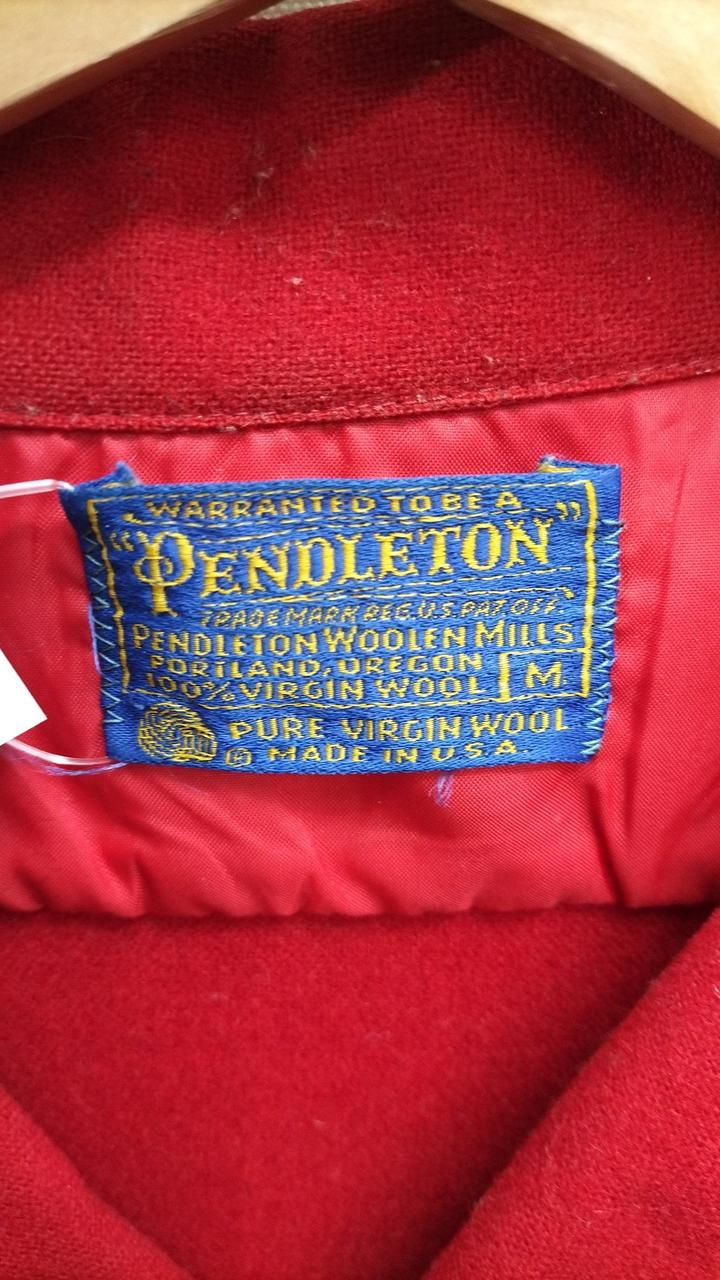 WARRANTED TO BE A
"PENDLETON"
TRADE MARK REG. U.S. PAT. OFF.
PENDLETON WOOLEN MILLS
PORTLAND, OREGON
100% VIRGIN WOOL M
PURE VIRGIN WOOL
® MADE IN U.S.A.